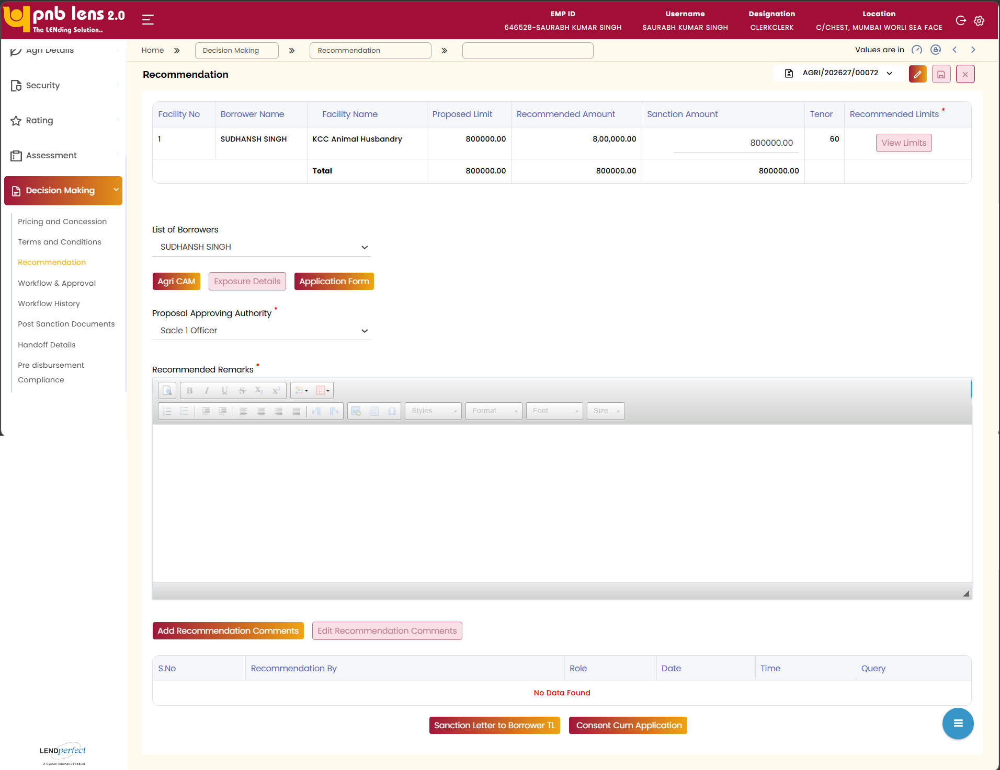 pnb lens 2.0
The LENding Solution..
EMP ID
646528-SAURABH KUMAR SINGH
Username
SAURABH KUMAR SINGH
Designation
CLERKCLERK
Location
C/CHEST, MUMBAI WORLI SEA FACE
Agri Details
Security
Rating
Assessment
Decision Making
Pricing and Concession
Terms and Conditions
Recommendation
Workflow & Approval
Workflow History
Post Sanction Documents
Handoff Details
Pre disbursement
Compliance
LENDperfect
A SysArc Infomatix Product
Home » Decision Making » Recommendation »
Values are in
Recommendation
AGRI/202627/00072
Facility No Borrower Name Facility Name Proposed Limit Recommended Amount Sanction Amount Tenor Recommended Limits *
1 SUDHANSH SINGH KCC Animal Husbandry 800000.00 8,00,000.00 800000.00 60 View Limits
Total 800000.00 800000.00 800000.00
List of Borrowers
SUDHANSH SINGH
Agri CAM Exposure Details Application Form
Proposal Approving Authority *
Sacle 1 Officer
Recommended Remarks *
B I U S X₂ X²
Styles Format Font Size
Add Recommendation Comments Edit Recommendation Comments
S.No Recommendation By Role Date Time Query
No Data Found
Sanction Letter to Borrower TL Consent Cum Application